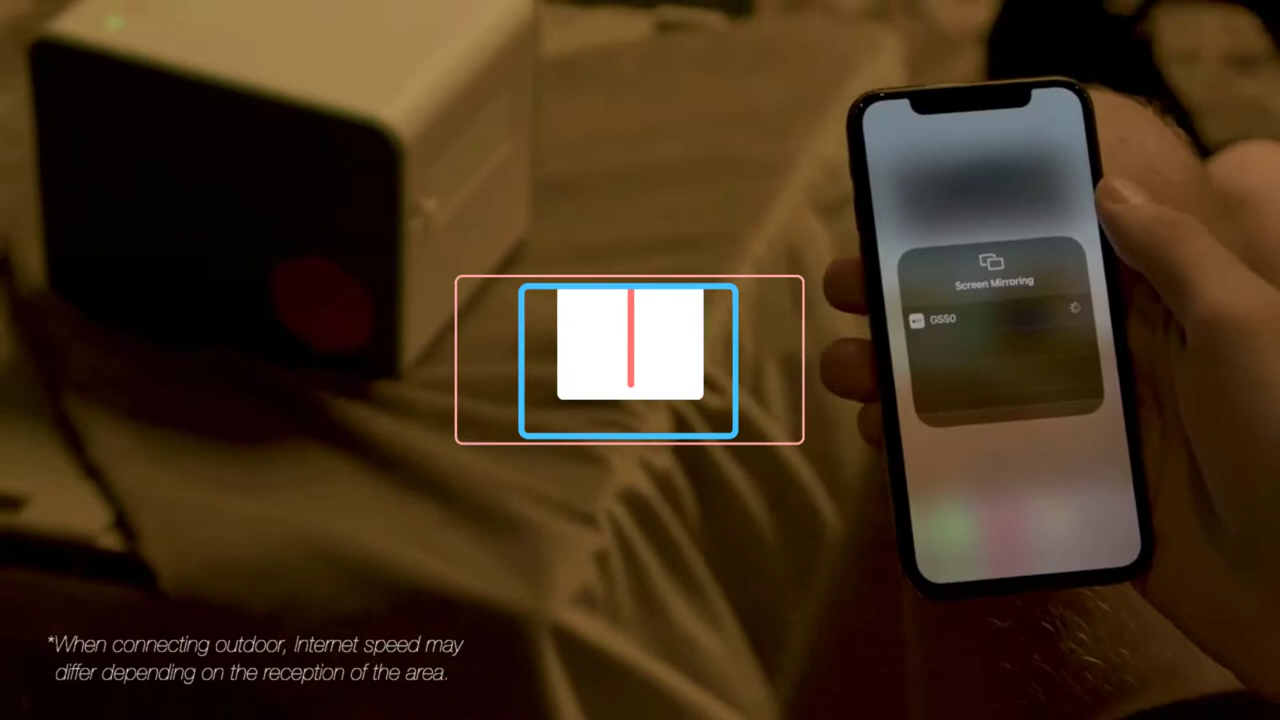 Screen Mirroring
GS50
*When connecting outdoor, Internet speed may
differ depending on the reception of the area.